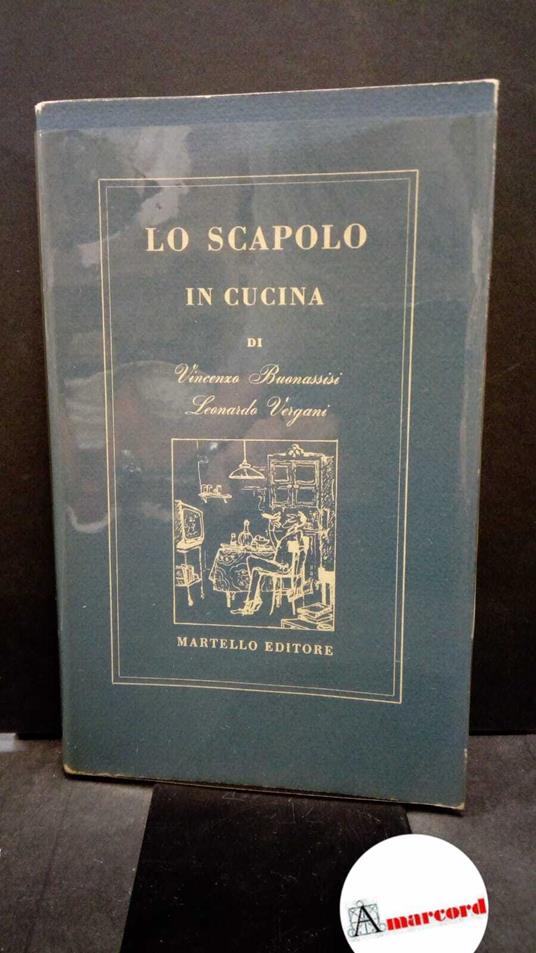 LO SCAPOLO
IN CUCINA
DI
Vincenzo Buonassisi
Leonardo Vergani
MARTELLO EDITORE
Amarcord